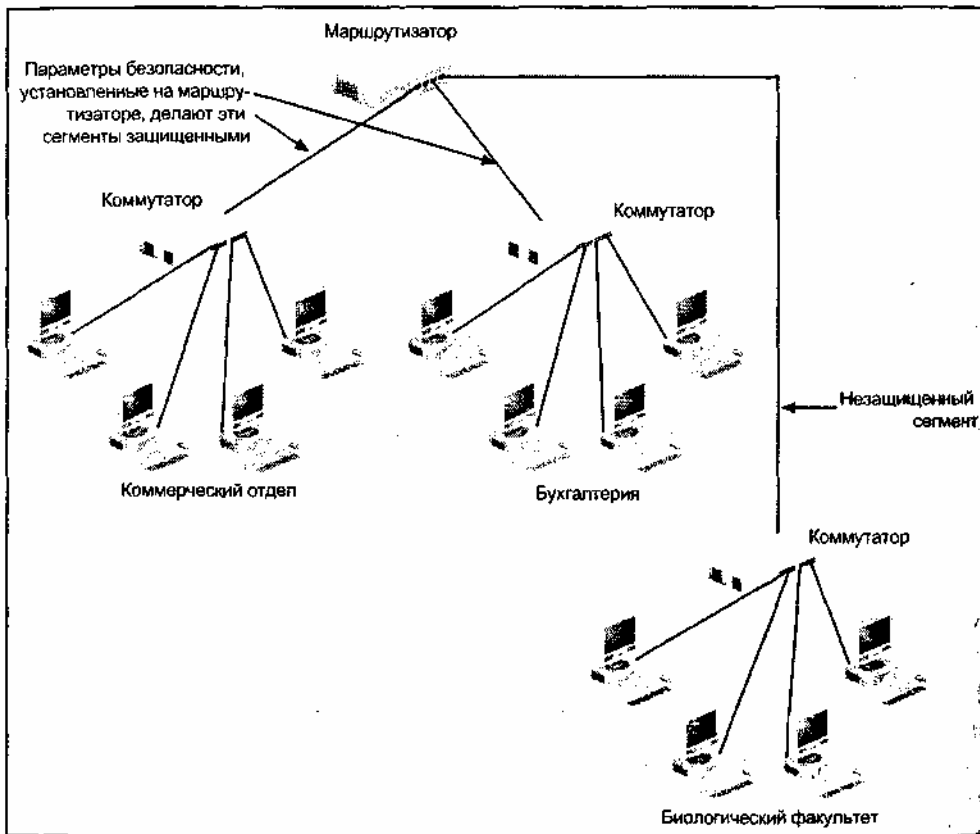 Маршрутизатор
Параметры безопасности,
установленные на маршру-
тизаторе, делают эти
сегменты защищенными
Коммутатор
Коммутатор
Незащищенный
сегмент
Коммерческий отдел
Бухгалтерия
Коммутатор
Биологический факультет